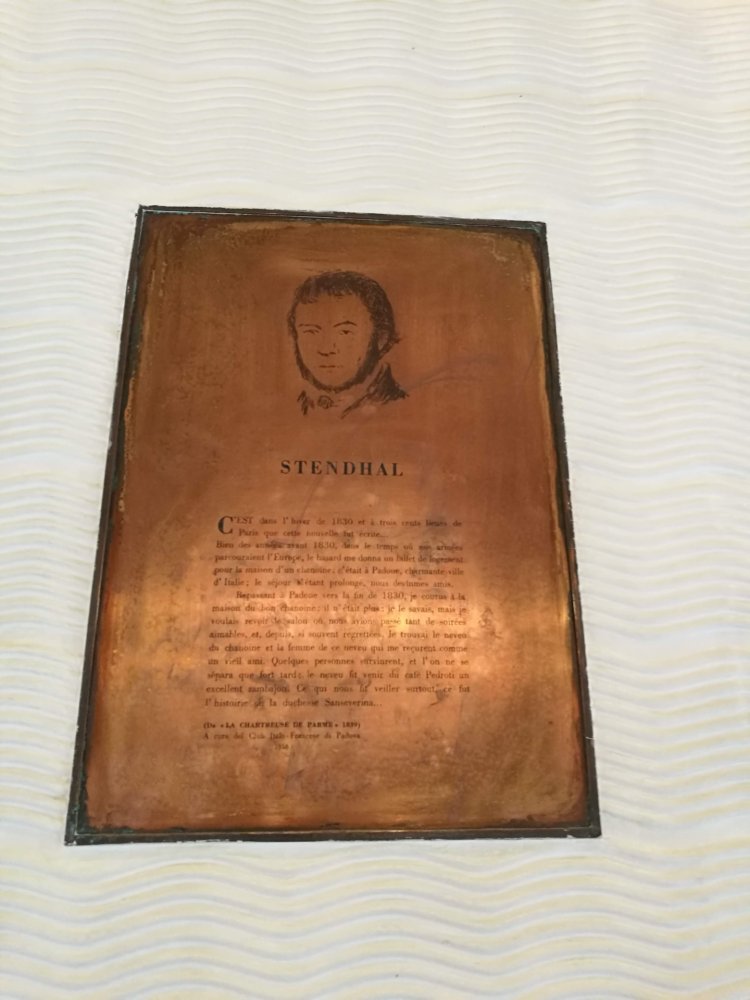 STENDHAL
C'EST dans l'hiver de 1830 et à trois cents lieues de
Paris que cette nouvelle fut écrite...
Bien des années avant 1830, dans le temps où nos armées
parcouraient l'Europe, le hasard me donna un billet de logement
pour la maison d'un chanoine; c'était à Padoue, charmante ville
d'Italie; le séjour s'étant prolongé, nous devînmes amis.
Repassant à Padoue vers la fin de 1830, je courus à la
maison du bon chanoine; il n'était plus; je le savais, mais je
voulais revoir le salon où nous avions passé tant de soirées
aimables, et, depuis, si souvent regrettées. Je trouvai le neveu
du chanoine et la femme de ce neveu qui me reçurent comme
un vieil ami. Quelques personnes survinrent, et l'on ne se
sépara que fort tard; le neveu fit venir du café Pedroti un
excellent zambajon. Ce qui nous fit veiller surtout, ce fut
l'histoire de la duchesse Sanseverina...
(De «LA CHARTREUSE DE PARME» 1839)
A cura del Club Italo-Francese di Padova